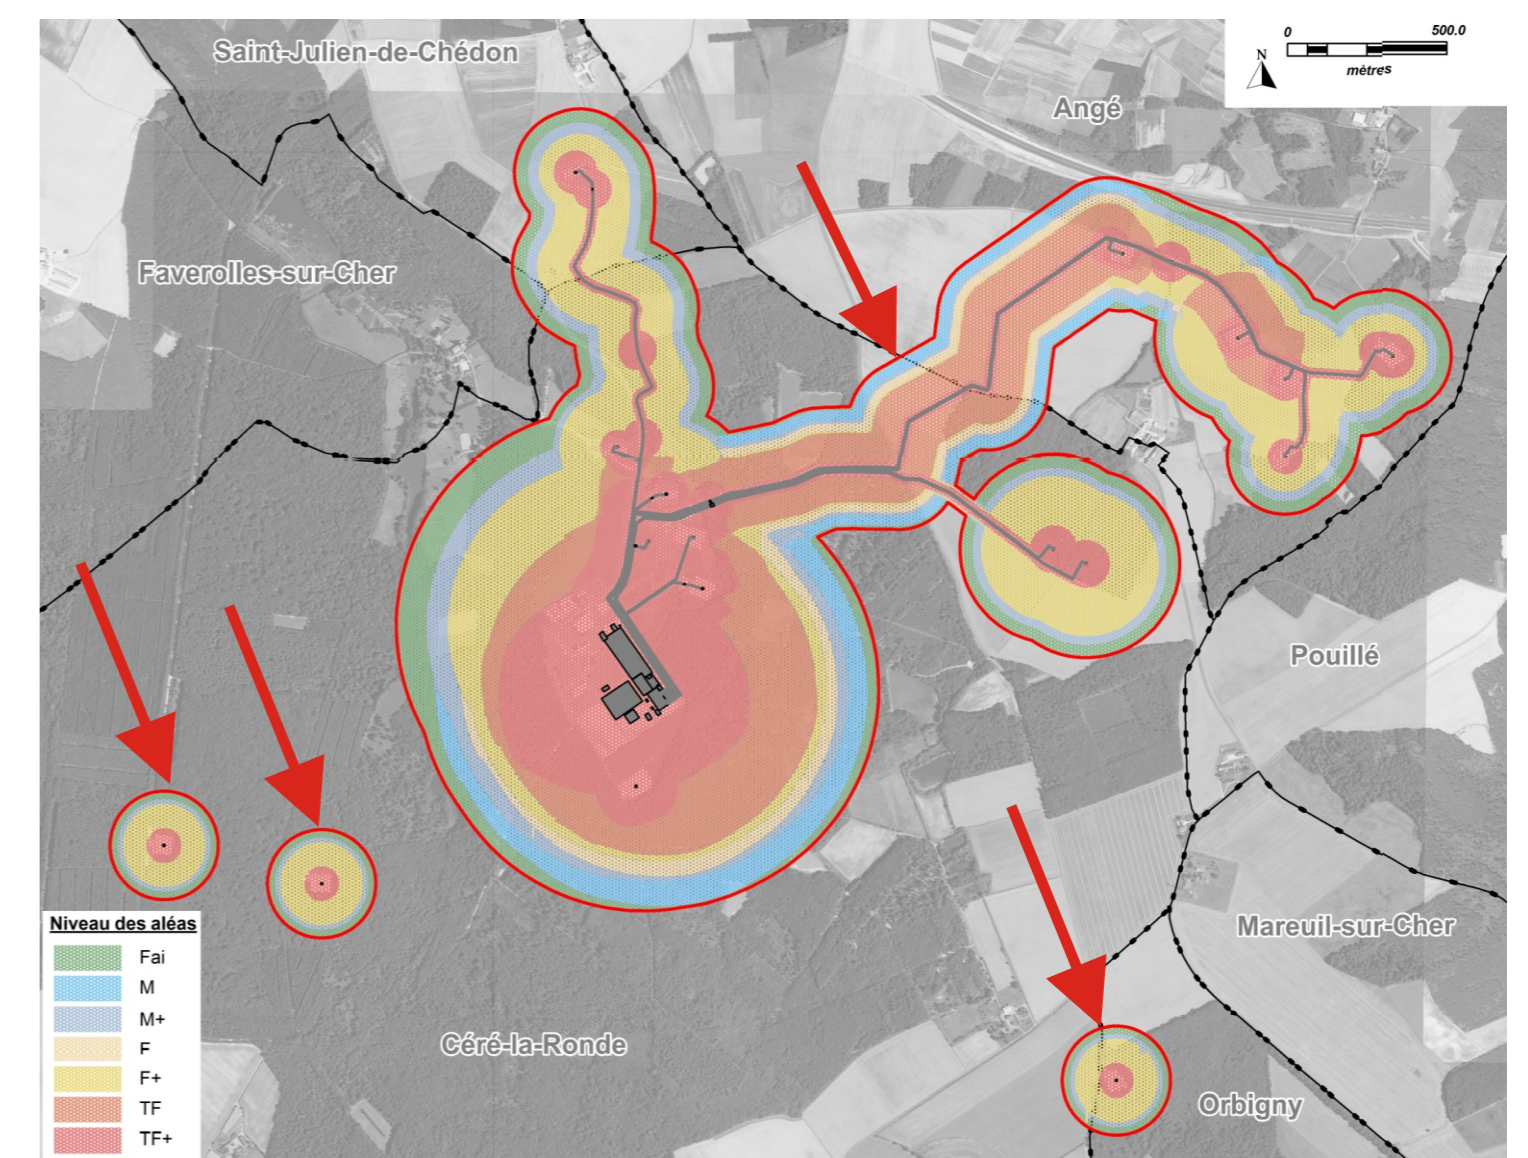 Saint-Julien-de-Chédon
0 500.0
N
mètres
Angé
Faverolles-sur-Cher
Pouillé
Niveau des aléas
Fai
M
M+
F
F+
TF
TF+
Mareuil-sur-Cher
Céré-la-Ronde
Orbigny